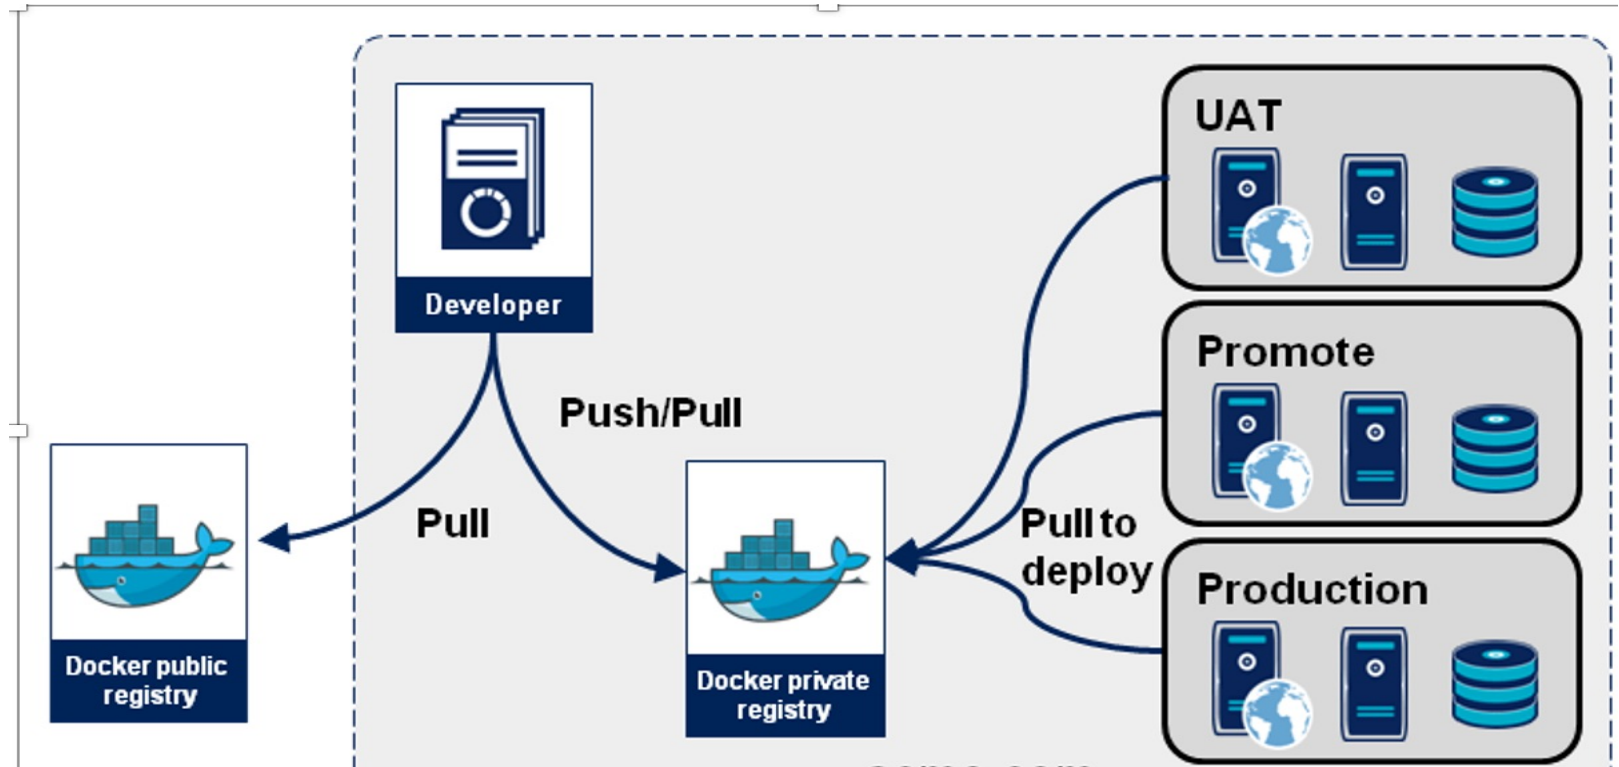 UAT
Developer
Promote
Push/Pull
Pull
Pull to
deploy
Production
Docker public
registry
Docker private
registry